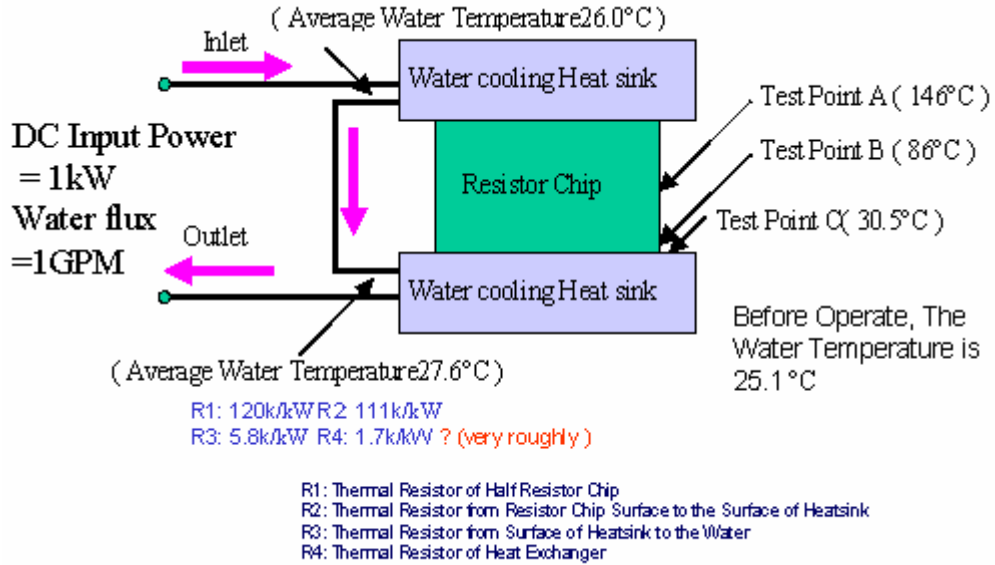 ( Average Water Temperature26.0°C )
Inlet
Water cooling Heat sink
Test Point A ( 146°C )
DC Input Power
= 1kW
Water flux
=1GPM
Test Point B ( 86°C )
Resistor Chip
Test Point C( 30.5°C )
Outlet
Water cooling Heat sink
Before Operate, The
Water Temperature is
25.1°C
( Average Water Temperature27.6°C )
R1: 120k/kW R2: 111k/kW
R3: 5.8k/kW R4: 1.7k/kW ? (very roughly )
R1: Thermal Resistor of Half Resistor Chip
R2: Thermal Resistor from Resistor Chip Surface to the Surface of Heatsink
R3: Thermal Resistor from Surface of Heatsink to the Water
R4: Thermal Resistor of Heat Exchanger